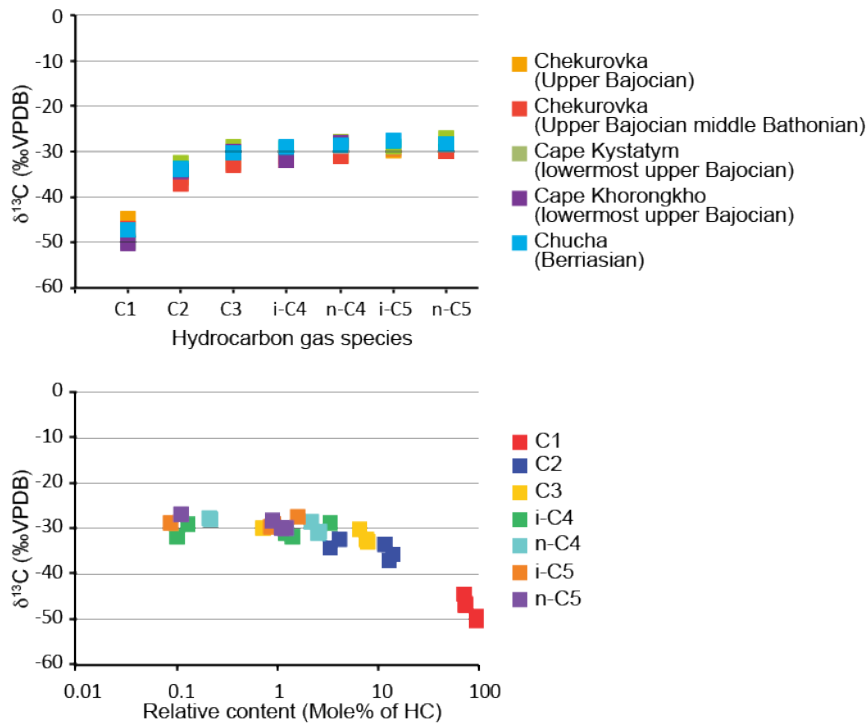 0
-10
-20
-30
-40
-50
-60
δ¹³C (‰VPDB)
C1 C2 C3 i-C4 n-C4 i-C5 n-C5
Hydrocarbon gas species
Chekurovka
(Upper Bajocian)
Chekurovka
(Upper Bajocian middle Bathonian)
Cape Kystatym
(lowermost upper Bajocian)
Cape Khorongkho
(lowermost upper Bajocian)
Chucha
(Berriasian)
0
-10
-20
-30
-40
-50
-60
δ¹³C (‰VPDB)
0.01 0.1 1 10 100
Relative content (Mole% of HC)
C1
C2
C3
i-C4
n-C4
i-C5
n-C5